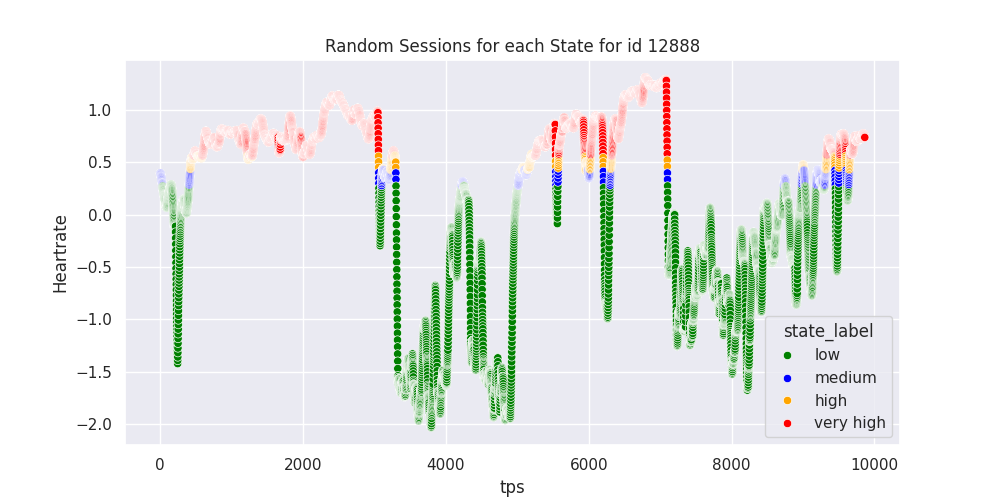 Random Sessions for each State for id 12888
Heartrate
1.0
0.5
0.0
−0.5
−1.0
−1.5
−2.0
state_label
low
medium
high
very high
0 2000 4000 6000 8000 10000
tps